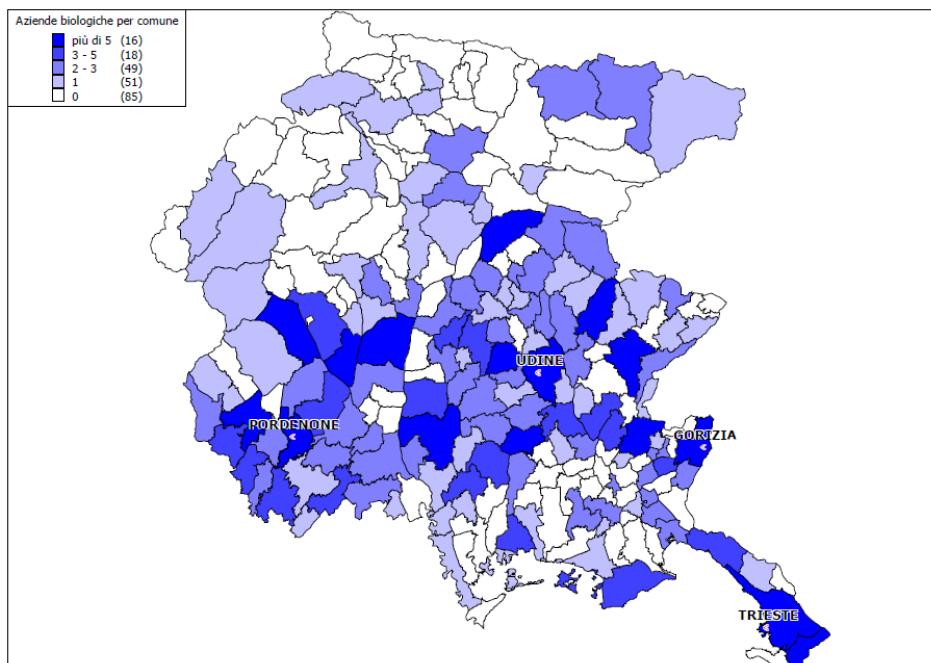 Aziende biologiche per comune
più di 5 (16)
3 - 5 (18)
2 - 3 (49)
1 (51)
0 (85)
UDINE
PORDENONE
GORIZIA
TRIESTE